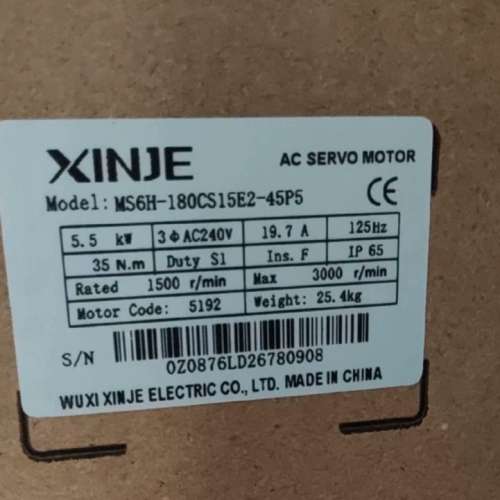 XINJE AC SERVO MOTOR
Model: MS6H-180CS15E2-45P5 CE
5.5 kW 3ΦAC240V 19.7 A 125Hz
35 N.m Duty S1 Ins. F IP 65
Rated 1500 r/min Max 3000 r/min
Motor Code: 5192 Weight: 25.4kg
S/N
0Z0876LD26780908
WUXI XINJE ELECTRIC CO., LTD. MADE IN CHINA